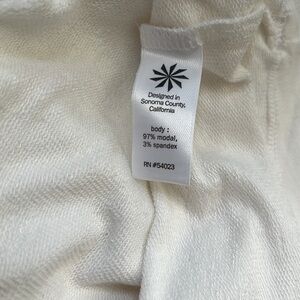 Designed in
Sonoma County,
California
body :
97% modal,
3% spandex
RN #54023